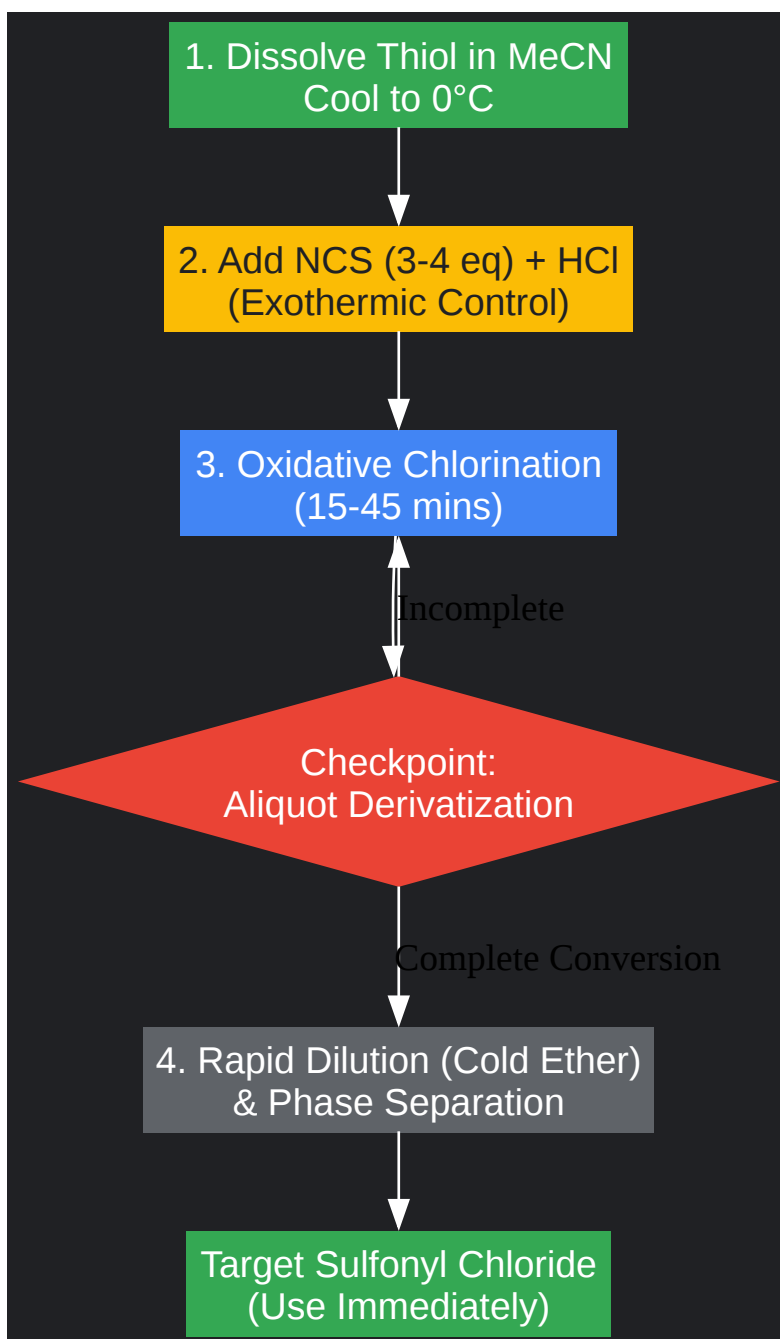 1. Dissolve Thiol in MeCN
Cool to 0°C
2. Add NCS (3-4 eq) + HCl
(Exothermic Control)
3. Oxidative Chlorination
(15-45 mins)
Incomplete
Checkpoint:
Aliquot Derivatization
Complete Conversion
4. Rapid Dilution (Cold Ether)
& Phase Separation
Target Sulfonyl Chloride
(Use Immediately)